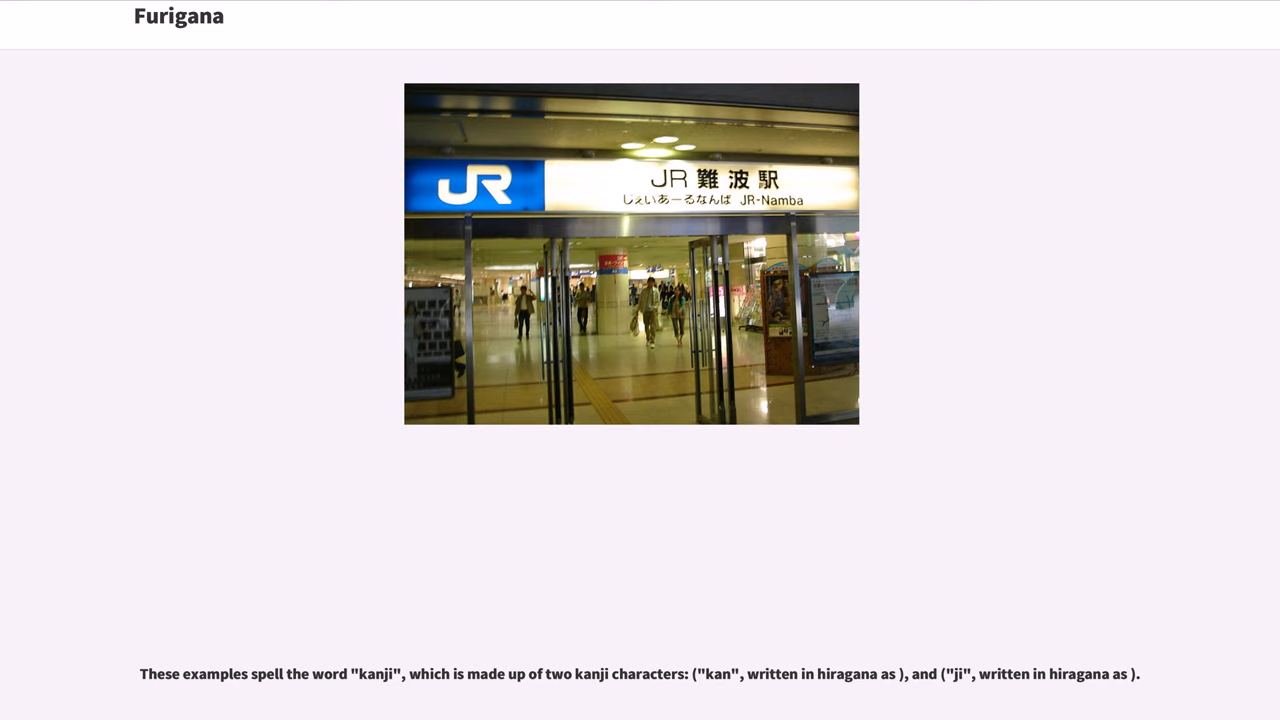 Furigana
JR
JR 難波駅
じぇいあーるなんば JR-Namba
These examples spell the word "kanji", which is made up of two kanji characters: ("kan", written in hiragana as ), and ("ji", written in hiragana as ).